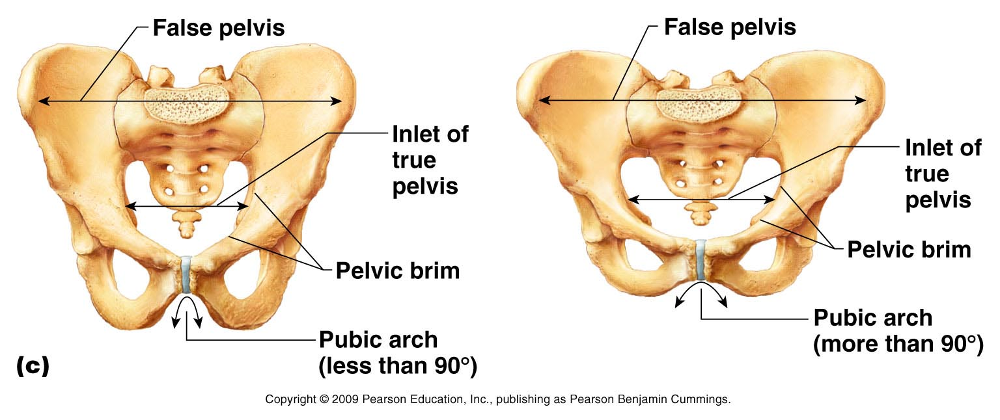 False pelvis
Inlet of
true
pelvis
Pelvic brim
Pubic arch
(less than 90°)
(c)
False pelvis
Inlet of
true
pelvis
Pelvic brim
Pubic arch
(more than 90°)
Copyright © 2009 Pearson Education, Inc., publishing as Pearson Benjamin Cummings.